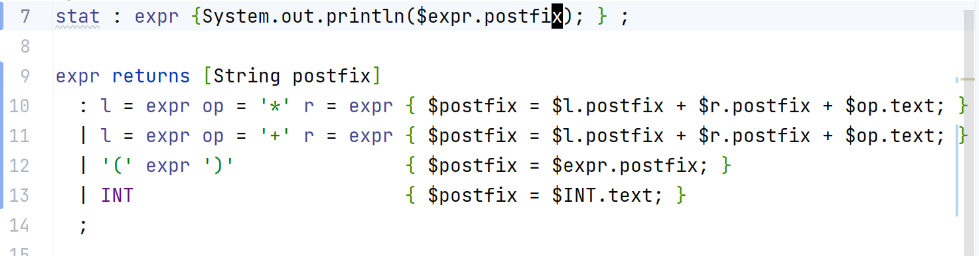 7 stat : expr {System.out.println($expr.postfix); } ;
8
9 expr returns [String postfix]
10 : l = expr op = '*' r = expr { $postfix = $l.postfix + $r.postfix + $op.text; }
11 | l = expr op = '+' r = expr { $postfix = $l.postfix + $r.postfix + $op.text; }
12 | '(' expr ')' { $postfix = $expr.postfix; }
13 | INT { $postfix = $INT.text; }
14 ;
15